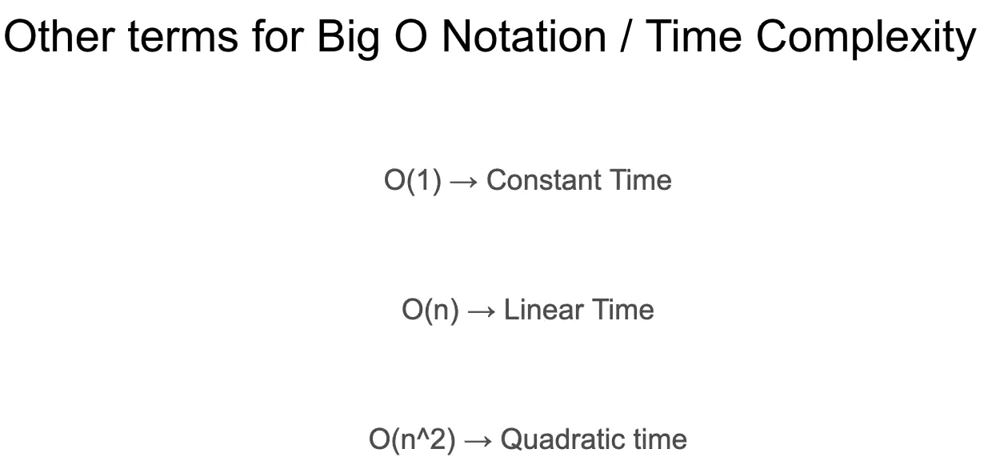 Other terms for Big O Notation / Time Complexity
O(1) → Constant Time
O(n) → Linear Time
O(n^2) → Quadratic time